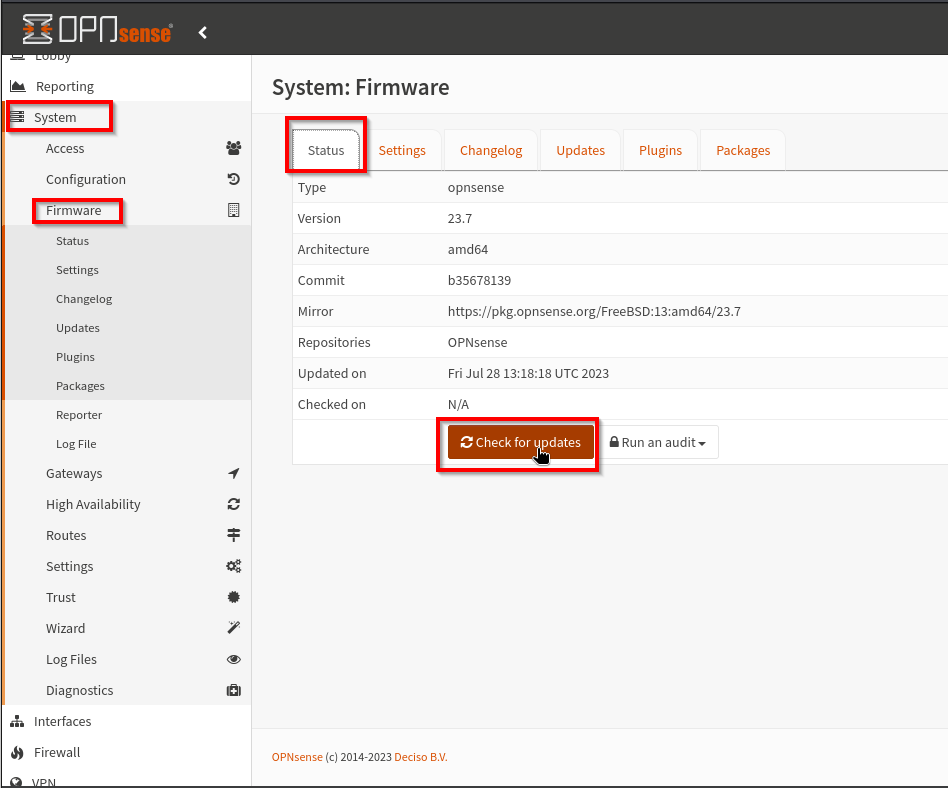 OPNsense
Lobby
Reporting
System
Access
Configuration
Firmware
Status
Settings
Changelog
Updates
Plugins
Packages
Reporter
Log File
Gateways
High Availability
Routes
Settings
Trust
Wizard
Log Files
Diagnostics
Interfaces
Firewall
VPN
System: Firmware
Status Settings Changelog Updates Plugins Packages
Type opnsense
Version 23.7
Architecture amd64
Commit b35678139
Mirror https://pkg.opnsense.org/FreeBSD:13:amd64/23.7
Repositories OPNsense
Updated on Fri Jul 28 13:18:18 UTC 2023
Checked on N/A
Check for updates Run an audit
OPNsense (c) 2014-2023 Deciso B.V.